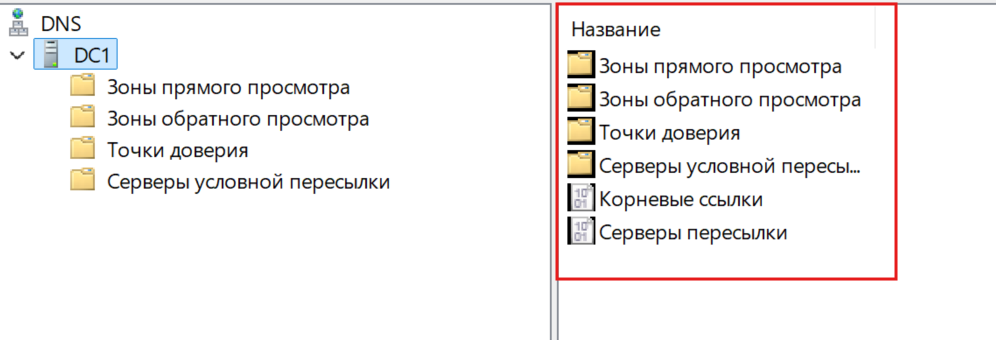 DNS
DC1
Зоны прямого просмотра
Зоны обратного просмотра
Точки доверия
Серверы условной пересылки
Название
Зоны прямого просмотра
Зоны обратного просмотра
Точки доверия
Серверы условной пересы...
Корневые ссылки
Серверы пересылки